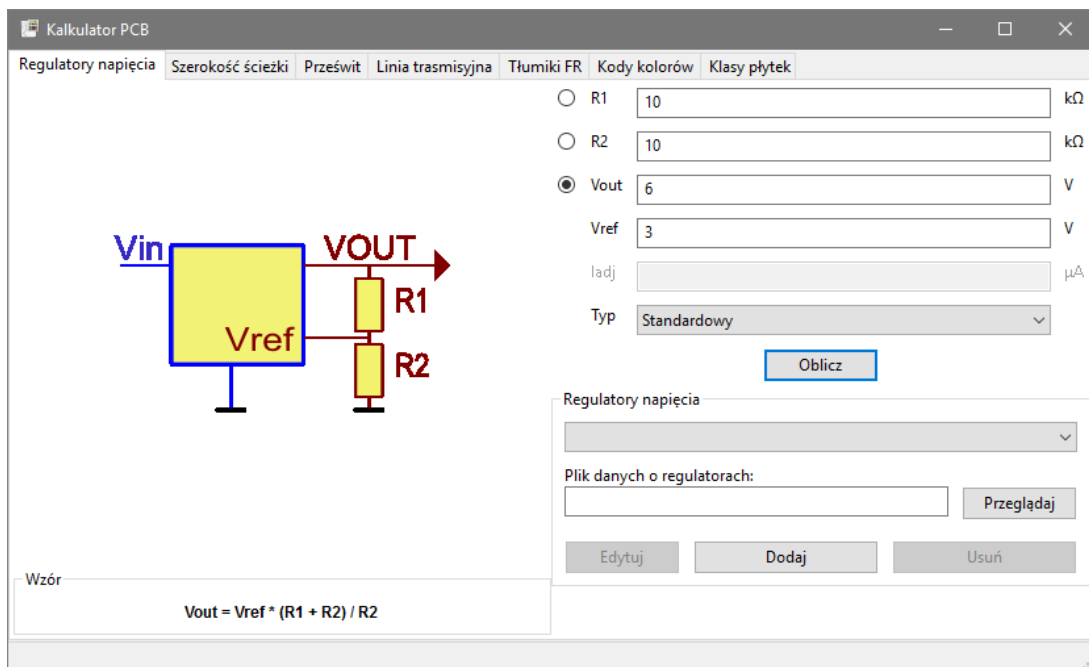 Kalkulator PCB
Regulatory napięcia Szerokość ścieżki Prześwit Linia trasmisyjna Tłumiki FR Kody kolorów Klasy płytek
R1 10 kΩ
R2 10 kΩ
Vout 6 V
Vref 3 V
Iadj µA
Typ Standardowy
Oblicz
Vin
VOUT
R1
Vref
R2
Regulatory napięcia
Plik danych o regulatorach:
Przeglądaj
Edytuj Dodaj Usuń
Wzór
Vout = Vref * (R1 + R2) / R2